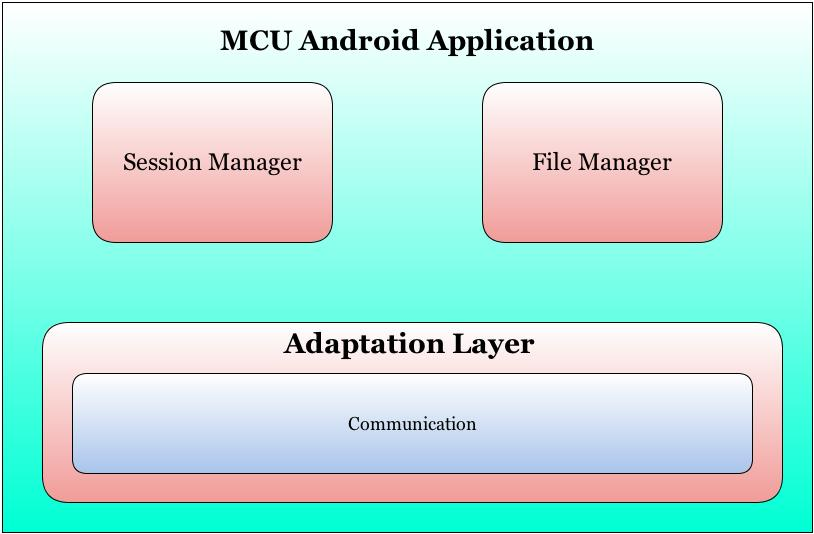 MCU Android Application
Session Manager
File Manager
Adaptation Layer
Communication